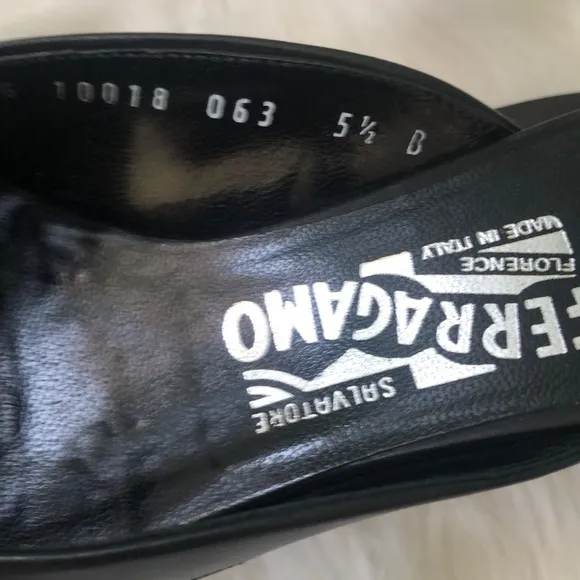 10018 063 5½ B
SALVATORE
FERRAGAMO
FLORENCE
MADE IN ITALY